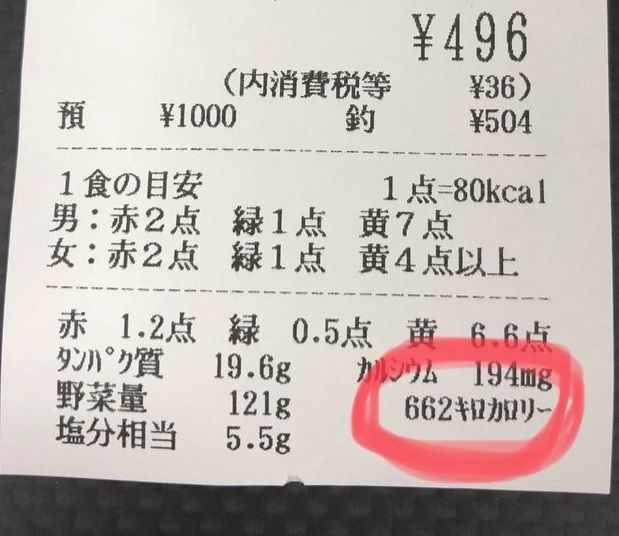 ¥496
(内消費税等 ¥36)
預 ¥1000 釣 ¥504
1食の目安 1点=80kcal
男:赤2点 緑1点 黄7点
女:赤2点 緑1点 黄4点以上
赤 1.2点 緑 0.5点 黄 6.6点
タンパク質 19.6g カルシウム 194mg
野菜量 121g 662キロカロリー
塩分相当 5.5g